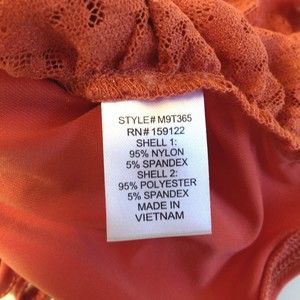 STYLE# M9T365
RN# 159122
SHELL 1:
95% NYLON
5% SPANDEX
SHELL 2:
95% POLYESTER
5% SPANDEX
MADE IN
VIETNAM